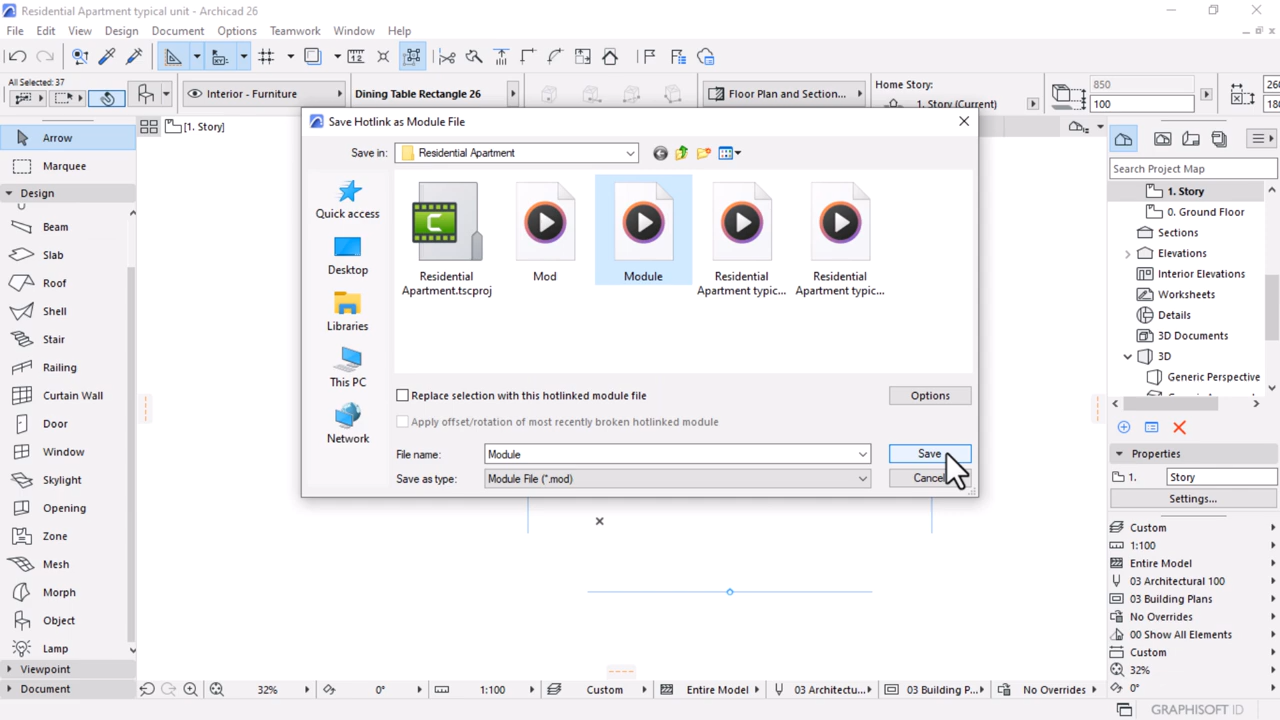 Residential Apartment typical unit - Archicad 26
File Edit View Design Document Options Teamwork Window Help
All Selected: 37
Interior - Furniture
Dining Table Rectangle 26
Floor Plan and Section...
Home Story:
1. Story (Current)
850
100
[1. Story]
Arrow
Marquee
Design
Beam
Slab
Roof
Shell
Stair
Railing
Curtain Wall
Door
Window
Skylight
Opening
Zone
Mesh
Morph
Object
Lamp
Viewpoint
Document
Save Hotlink as Module File
Save in:
Residential Apartment
Quick access
Desktop
Libraries
This PC
Network
Residential
Apartment.tscproj
Mod
Module
Residential
Apartment typic...
Residential
Apartment typic...
Replace selection with this hotlinked module file
Options
Apply offset/rotation of most recently broken hotlinked module
File name:
Module
Save
Save as type:
Module File (*.mod)
Cancel
Search Project Map
1. Story
0. Ground Floor
Sections
Elevations
Interior Elevations
Worksheets
Details
3D Documents
3D
Generic Perspective
Properties
1.
Story
Settings...
Custom
1:100
Entire Model
03 Architectural 100
03 Building Plans
No Overrides
00 Show All Elements
Custom
32%
0°
32%
0°
1:100
Custom
Entire Model
03 Architectu...
03 Building P...
No Overrides
GRAPHISOFT ID